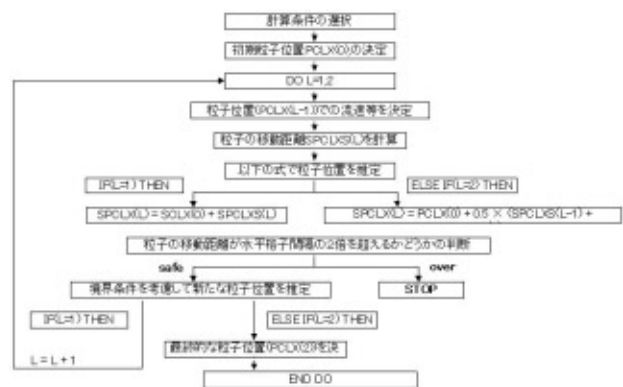 計算条件の選択
初期粒子位置PCLX(0)の決定
DO L=1,2
粒子位置(PCLX(L-1))での流速等を決定
粒子の移動距離SPCLXS(L)を計算
以下の式で粒子位置を推定
IF(L=1) THEN
ELSE IF(L=2) THEN
SPCLX(L) = SCLX(0) + SPCLXS(L)
SPCLX(L) = PCLX(0) + 0.5 × (SPCLXS(L-1) +
粒子の移動距離が水平格子間隔の2倍を超えるかどうかの判断
safe
over
境界条件を考慮して新たな粒子位置を推定
STOP
IF(L=1) THEN
ELSE IF(L=2) THEN
L = L + 1
最終的な粒子位置(PCLX(2))を決
END DO